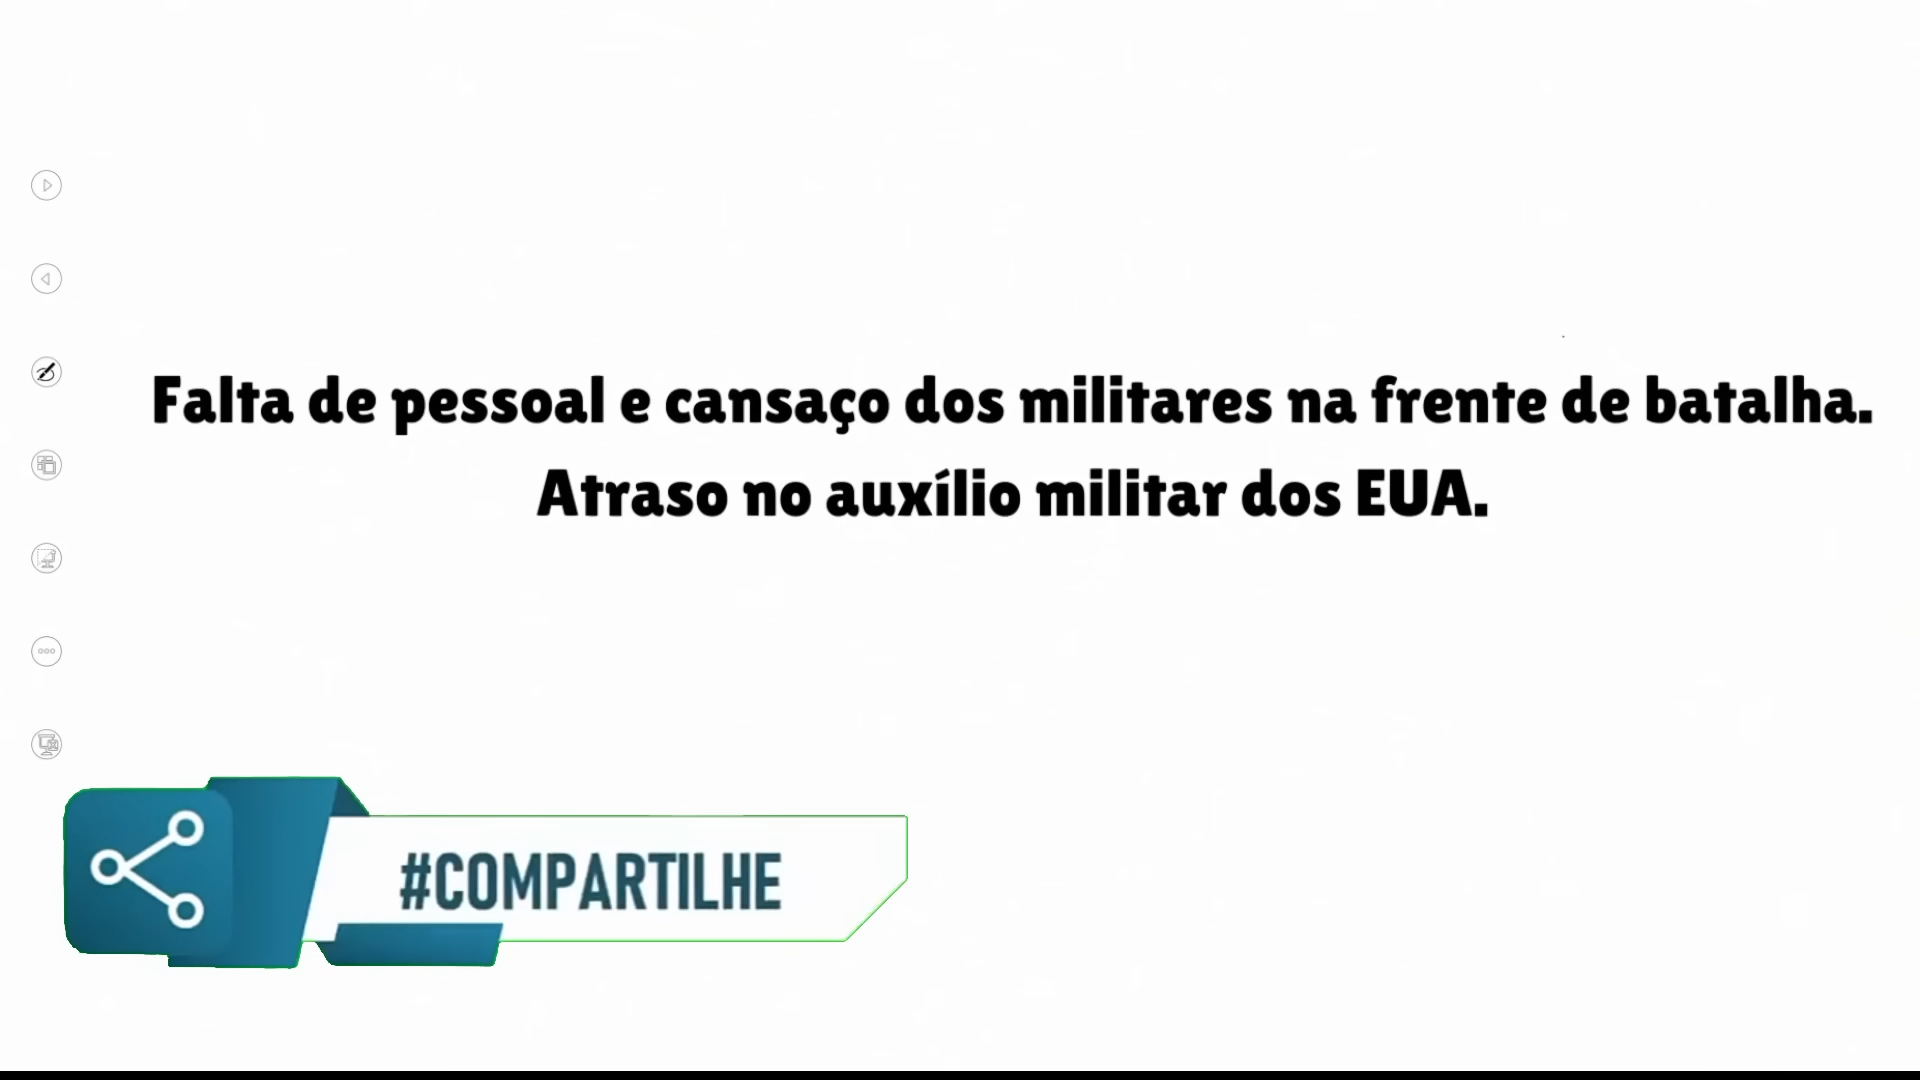 Falta de pessoal e cansaço dos militares na frente de batalha.
Atraso no auxílio militar dos EUA.
#COMPARTILHE